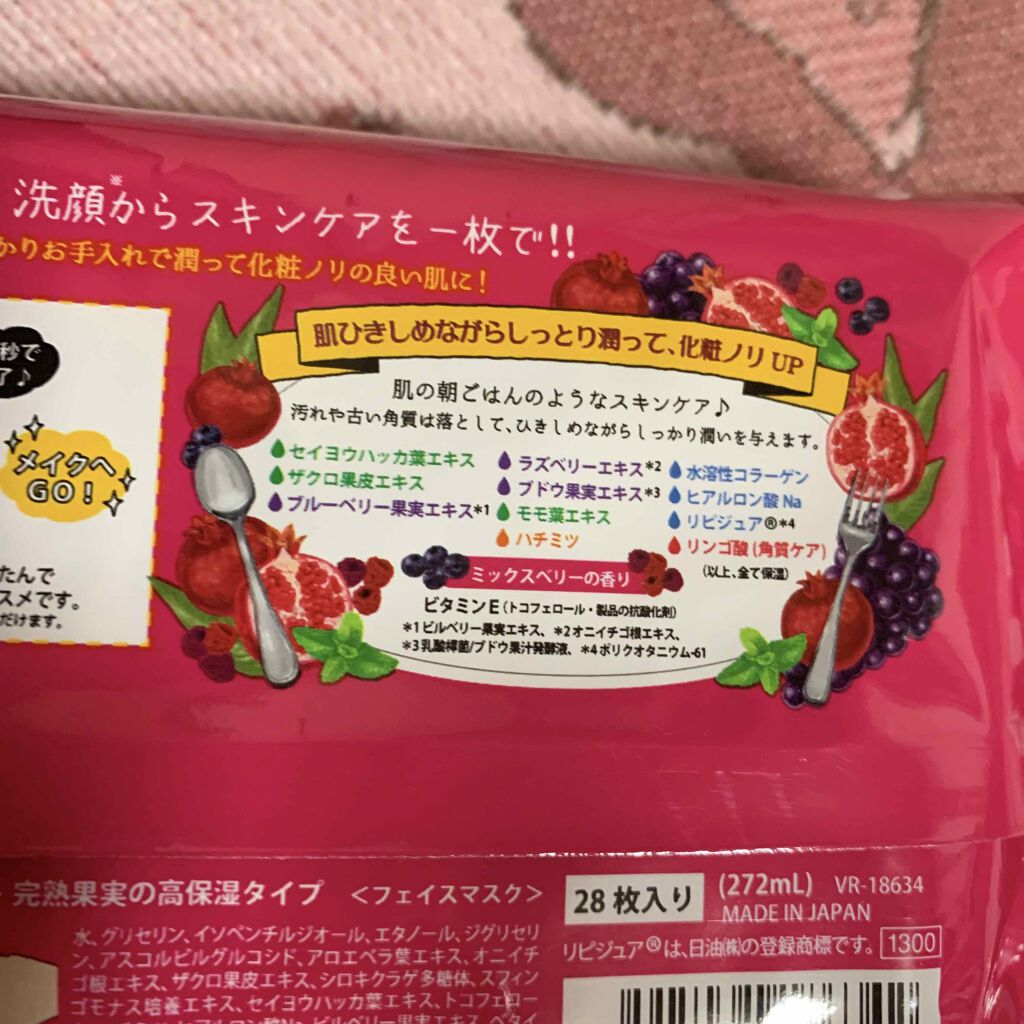 洗顔※からスキンケアを一枚で!!
かりお手入れで潤って化粧ノリの良い肌に!
秒で
了♪
メイクへ
GO!
たんで
スメです。
だけます。
肌ひきしめながらしっとり潤って、化粧ノリ UP
肌の朝ごはんのようなスキンケア♪
汚れや古い角質は落として、ひきしめながらしっかり潤いを与えます。
セイヨウハッカ葉エキス
ザクロ果皮エキス
ブルーベリー果実エキス*1
ラズベリーエキス*2
ブドウ果実エキス*3
モモ葉エキス
ハチミツ
水溶性コラーゲン
ヒアルロン酸 Na
リピジュア®*4
リンゴ酸 (角質ケア)
(以上、全て保湿)
ミックスベリーの香り
ビタミンE (トコフェロール・製品の抗酸化剤)
*1 ビルベリー果実エキス、*2 オニイチゴ根エキス、
*3 乳酸桿菌/ブドウ果汁発酵液、*4 ポリクオタニウム-61
完熟果実の高保湿タイプ <フェイスマスク>
水、グリセリン、イソペンチルジオール、エタノール、ジグリセリ
ン、アスコルビルグルコシド、アロエベラ葉エキス、オニイチ
ゴ根エキス、ザクロ果皮エキス、シロキクラゲ多糖体、スフィン
ゴモナス培養エキス、セイヨウハッカ葉エキス、トコフェロー
28枚入り
(272mL) VR-18634
MADE IN JAPAN
リピジュア®は、日油㈱の登録商標です。 1300